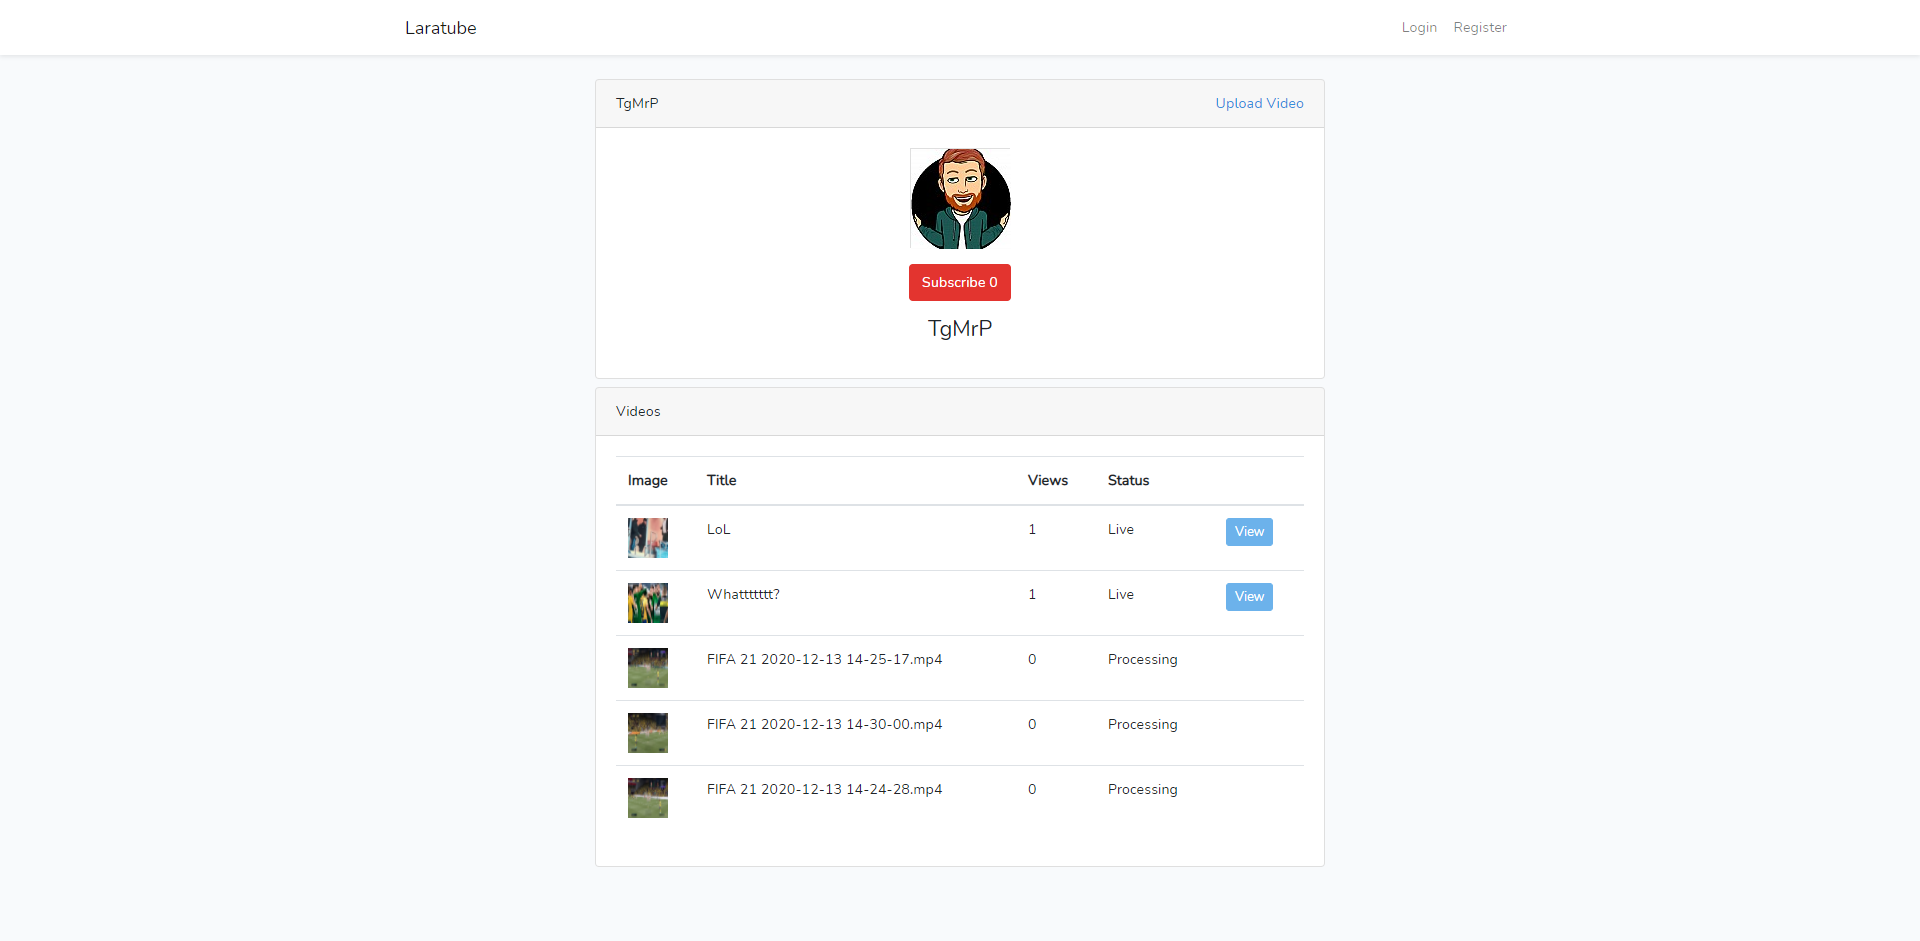 Laratube Login Register
TgMrP Upload Video
Subscribe 0
TgMrP
Videos
Image Title Views Status
LoL 1 Live View
Whattttttt? 1 Live View
FIFA 21 2020-12-13 14-25-17.mp4 0 Processing
FIFA 21 2020-12-13 14-30-00.mp4 0 Processing
FIFA 21 2020-12-13 14-24-28.mp4 0 Processing